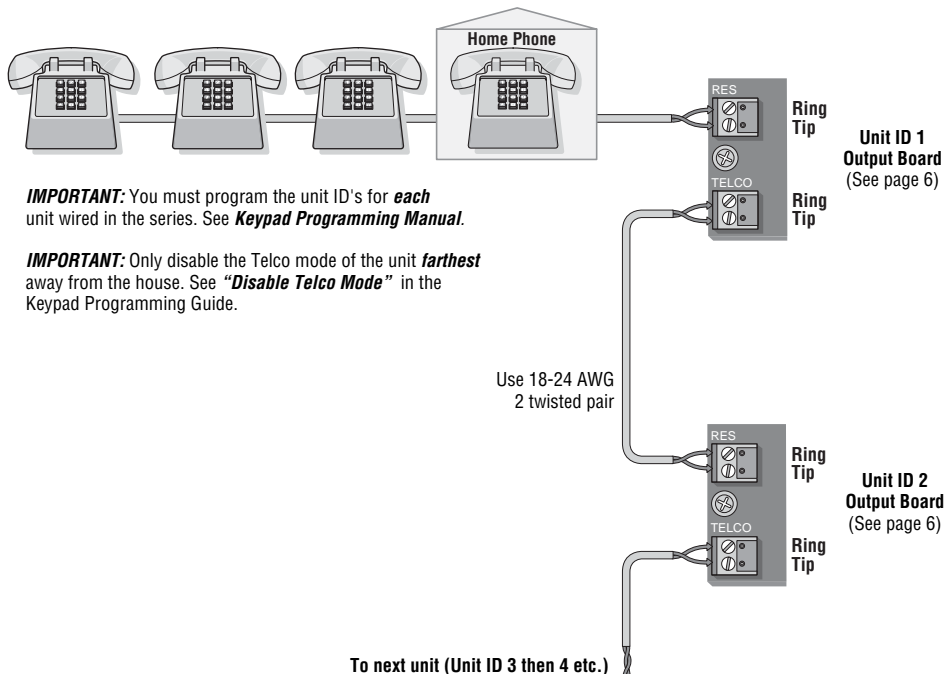 Home Phone
RES
Ring
Tip
Unit ID 1
Output Board
(See page 6)
TELCO
Ring
Tip
IMPORTANT: You must program the unit ID's for each
unit wired in the series. See Keypad Programming Manual.
IMPORTANT: Only disable the Telco mode of the unit farthest
away from the house. See “Disable Telco Mode” in the
Keypad Programming Guide.
Use 18-24 AWG
2 twisted pair
RES
Ring
Tip
Unit ID 2
Output Board
(See page 6)
TELCO
Ring
Tip
To next unit (Unit ID 3 then 4 etc.)